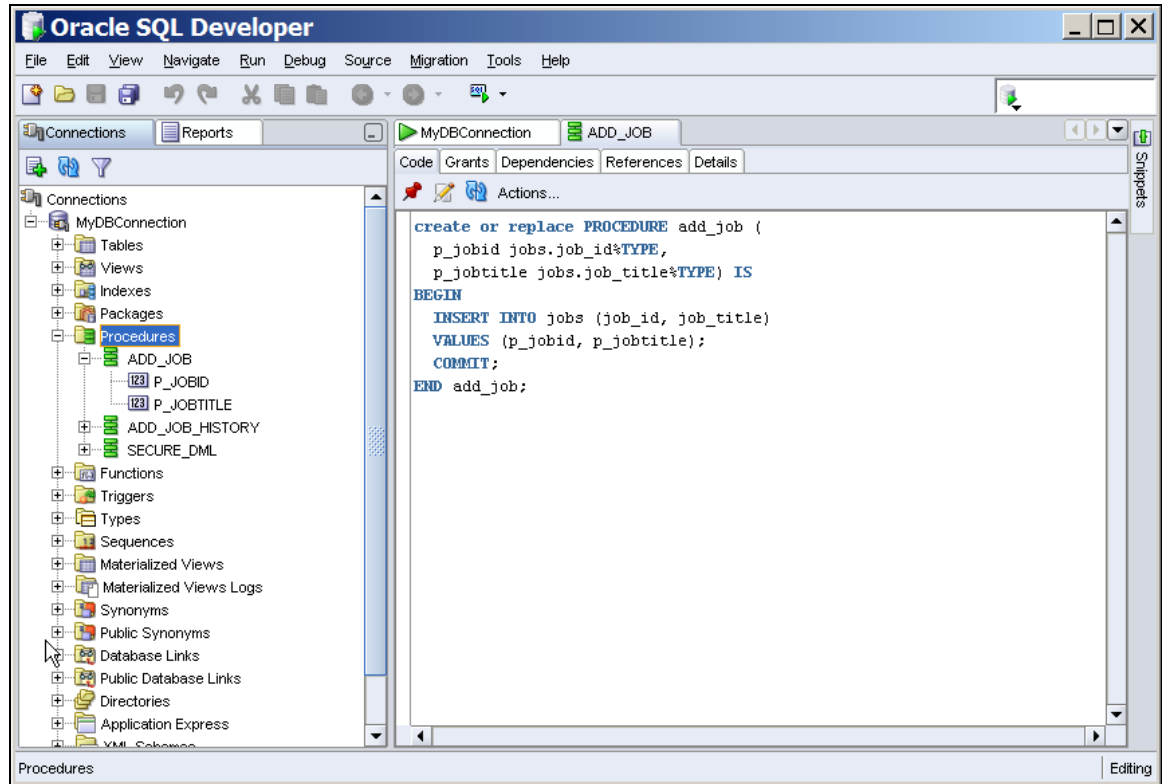 Oracle SQL Developer
File Edit View Navigate Run Debug Source Migration Tools Help
Connections Reports
Connections
MyDBConnection
Tables
Views
Indexes
Packages
Procedures
ADD_JOB
P_JOBID
P_JOBTITLE
ADD_JOB_HISTORY
SECURE_DML
Functions
Triggers
Types
Sequences
Materialized Views
Materialized Views Logs
Synonyms
Public Synonyms
Database Links
Public Database Links
Directories
Application Express
MyDBConnection ADD_JOB
Code Grants Dependencies References Details
Actions...
create or replace PROCEDURE add_job (
p_jobid jobs.job_id%TYPE,
p_jobtitle jobs.job_title%TYPE) IS
BEGIN
INSERT INTO jobs (job_id, job_title)
VALUES (p_jobid, p_jobtitle);
COMMIT;
END add_job;
Snippets
Procedures
Editing